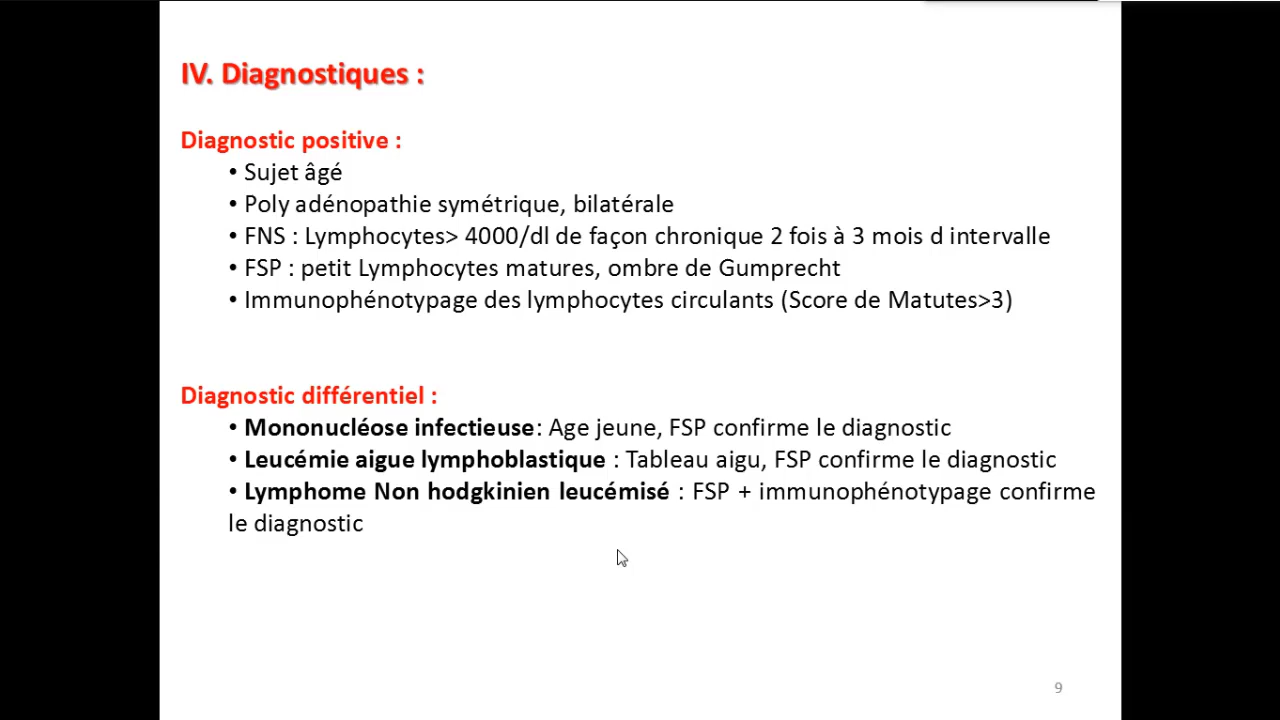 IV. Diagnostiques :
Diagnostic positive :
• Sujet âgé
• Poly adénopathie symétrique, bilatérale
• FNS : Lymphocytes> 4000/dl de façon chronique 2 fois à 3 mois d intervalle
• FSP : petit Lymphocytes matures, ombre de Gumprecht
• Immunophénotypage des lymphocytes circulants (Score de Matutes>3)
Diagnostic différentiel :
• Mononucléose infectieuse: Age jeune, FSP confirme le diagnostic
• Leucémie aigue lymphoblastique : Tableau aigu, FSP confirme le diagnostic
• Lymphome Non hodgkinien leucémisé : FSP + immunophénotypage confirme
le diagnostic
9